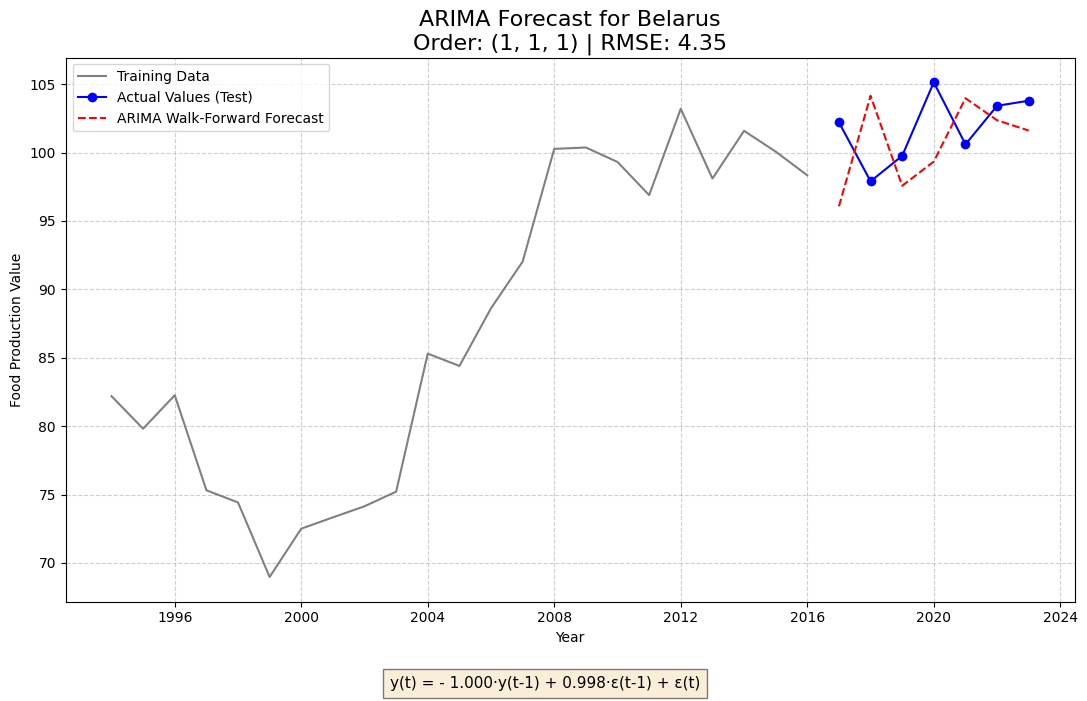 ARIMA Forecast for Belarus
Order: (1, 1, 1) | RMSE: 4.35
Training Data
Actual Values (Test)
ARIMA Walk-Forward Forecast
105
100
95
90
85
80
75
70
Food Production Value
1996
2000
2004
2008
2012
2016
2020
2024
Year
y(t) = - 1.000·y(t-1) + 0.998·ε(t-1) + ε(t)